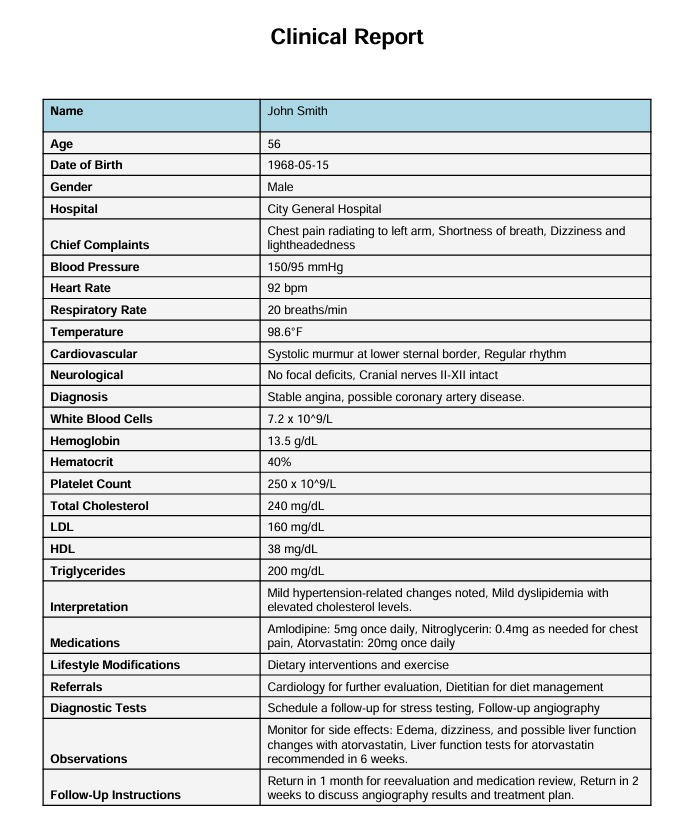 Clinical Report
Name John Smith
Age 56
Date of Birth 1968-05-15
Gender Male
Hospital City General Hospital
Chief Complaints Chest pain radiating to left arm, Shortness of breath, Dizziness and
lightheadedness
Blood Pressure 150/95 mmHg
Heart Rate 92 bpm
Respiratory Rate 20 breaths/min
Temperature 98.6°F
Cardiovascular Systolic murmur at lower sternal border, Regular rhythm
Neurological No focal deficits, Cranial nerves II-XII intact
Diagnosis Stable angina, possible coronary artery disease.
White Blood Cells 7.2 x 10^9/L
Hemoglobin 13.5 g/dL
Hematocrit 40%
Platelet Count 250 x 10^9/L
Total Cholesterol 240 mg/dL
LDL 160 mg/dL
HDL 38 mg/dL
Triglycerides 200 mg/dL
Interpretation Mild hypertension-related changes noted, Mild dyslipidemia with
elevated cholesterol levels.
Medications Amlodipine: 5mg once daily, Nitroglycerin: 0.4mg as needed for chest
pain, Atorvastatin: 20mg once daily
Lifestyle Modifications Dietary interventions and exercise
Referrals Cardiology for further evaluation, Dietitian for diet management
Diagnostic Tests Schedule a follow-up for stress testing, Follow-up angiography
Observations Monitor for side effects: Edema, dizziness, and possible liver function
changes with atorvastatin, Liver function tests for atorvastatin
recommended in 6 weeks.
Follow-Up Instructions Return in 1 month for reevaluation and medication review, Return in 2
weeks to discuss angiography results and treatment plan.